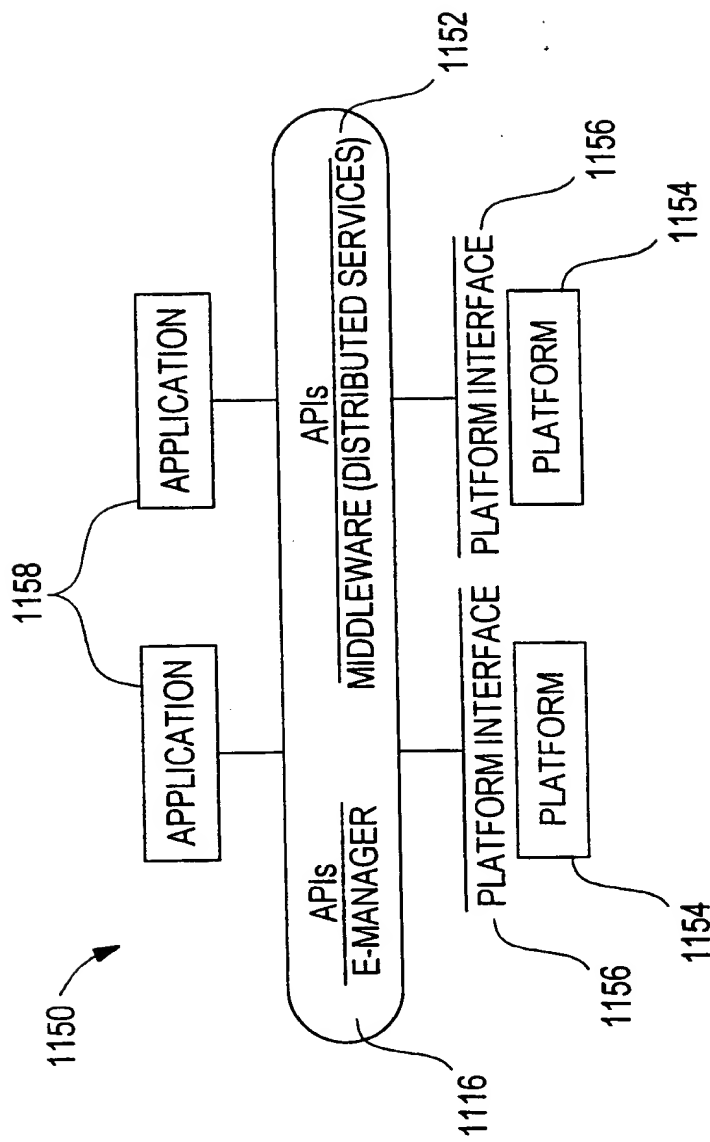 1150
1158
APPLICATION
APPLICATION
APIs
E-MANAGER
APIs
MIDDLEWARE (DISTRIBUTED SERVICES)
1116
1152
PLATFORM INTERFACE
PLATFORM INTERFACE
1156
1156
PLATFORM
PLATFORM
1154
1154